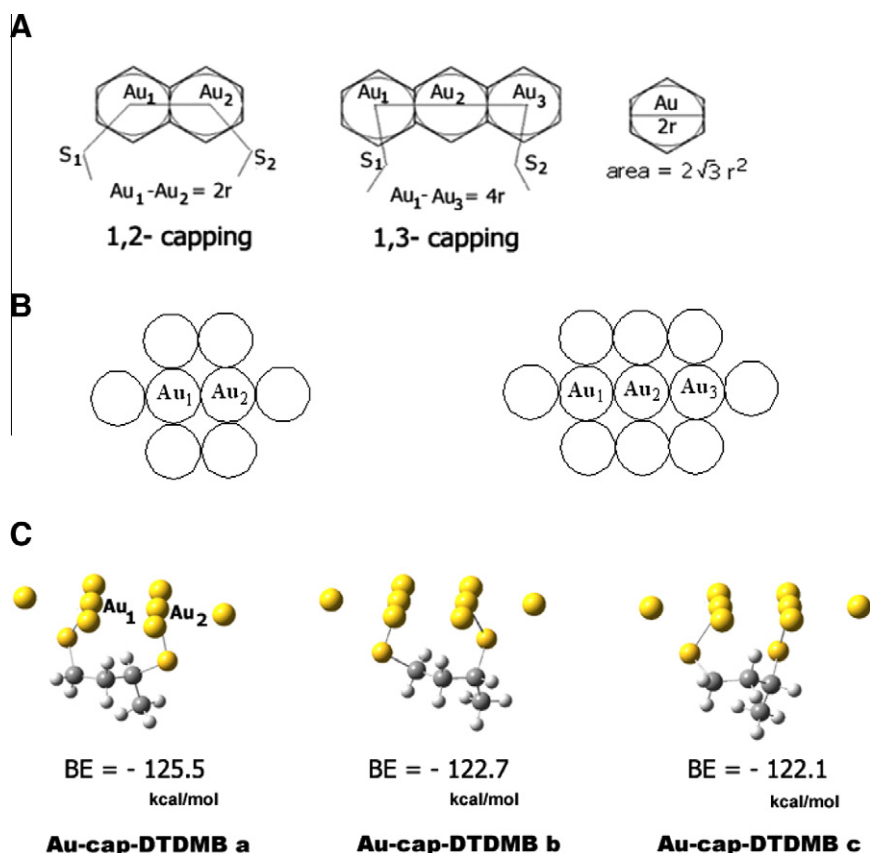 A
Au₁ Au₂
S₁ S₂
Au₁-Au₂= 2r
1,2- capping
Au₁ Au₂ Au₃
S₁ S₂
Au₁- Au₃= 4r
1,3- capping
Au
2r
area = 2√3 r²
B
Au₁ Au₂
Au₁ Au₂ Au₃
C
Au₁ Au₂
BE = - 125.5
kcal/mol
Au-cap-DTDMB a
BE = - 122.7
kcal/mol
Au-cap-DTDMB b
BE = - 122.1
kcal/mol
Au-cap-DTDMB c